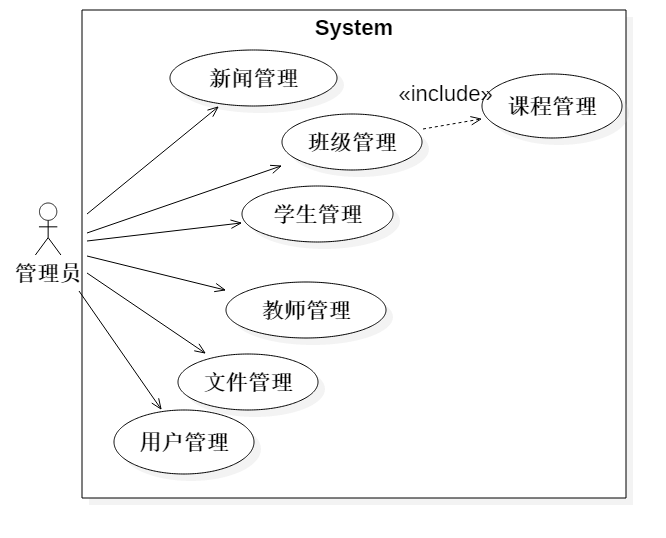 System
新闻管理
«include»
课程管理
班级管理
学生管理
管理员
教师管理
文件管理
用户管理